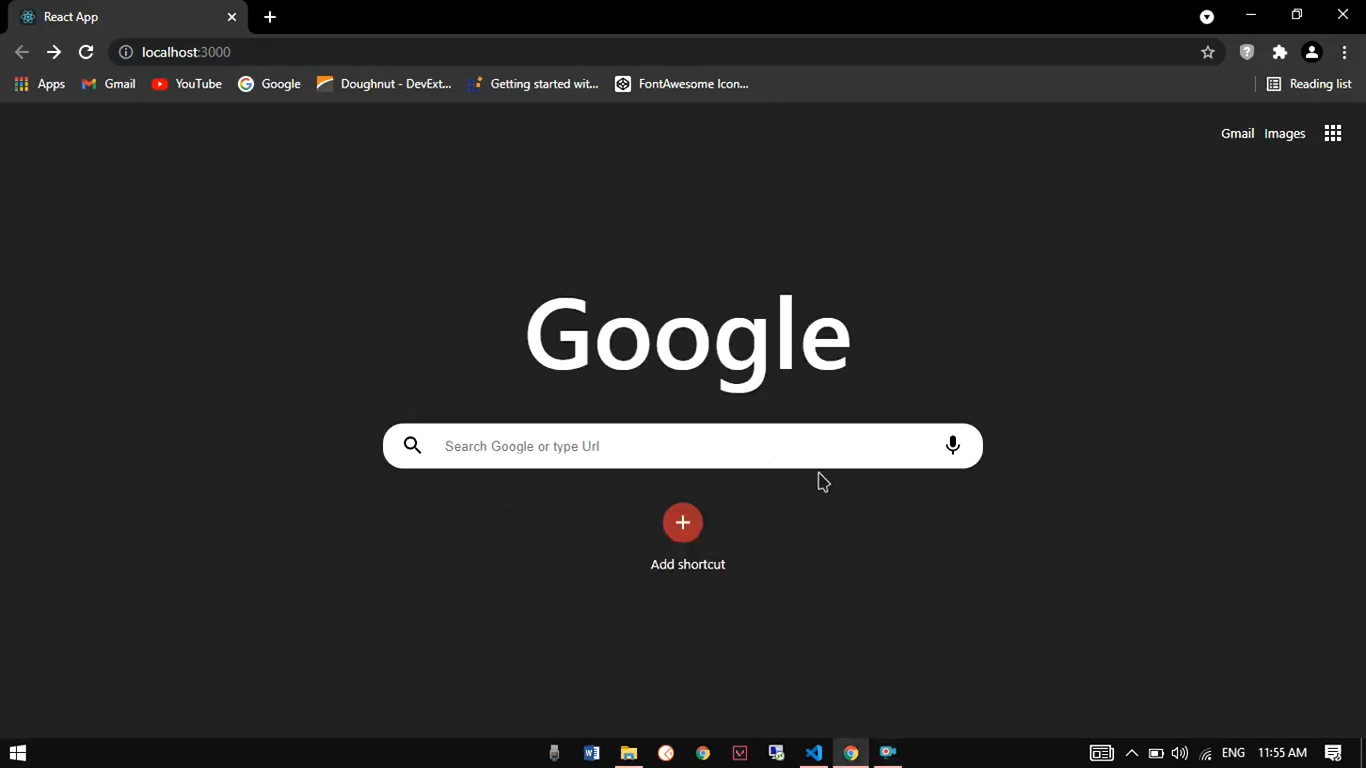 React App
localhost:3000
Apps Gmail YouTube Google Doughnut - DevExt... Getting started wit... FontAwesome Icon... Reading list
Gmail Images
Google
Search Google or type Url
Add shortcut
ENG 11:55 AM